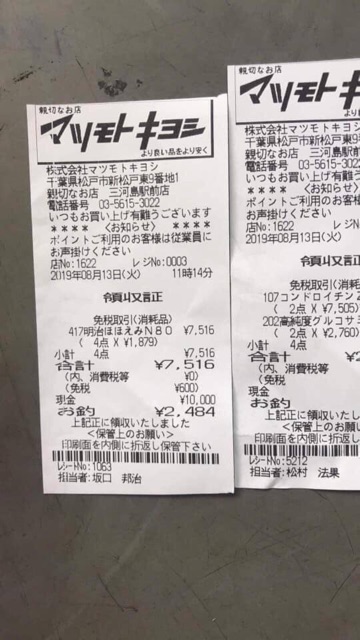 親切なお店
マツモトキヨシ
より良い品をより安く
株式会社マツモトキヨシ
千葉県松戸市新松戸東9番地1
親切なお店 三河島駅前店
電話番号 03-5615-3022
いつもお買い上げ有難うございます
**** 《お知らせ》 ****
ポイントご利用のお客様は従業員に
お声掛けください
店No:1622 レジNo:0003
2019年08月13日(火) 11時14分
領収証
免税取引(消耗品)
417明治ほほえみN80 ¥7,516
( 4点 X ¥1,879)
小計 4点 ¥7,516
合計 ¥7,516
(内、消費税等 ¥0)
(免税 ¥600)
現金 ¥10,000
お釣 ¥2,484
上記正に領収いたしました
<保管上のお願い>
印刷面を内側に折返し保管下さい
レシートNo:1063
担当者:坂口 邦治
親切なお店
マツモトキ
株式会社マツモトキヨシ
千葉県松戸市新松戸東9
親切なお店 三河島駅
電話番号 03-5615-3
いつもお買い上げ有難
**** 《お知らせ
ポイントご利用のお客
お声掛けください
店No:1622
2019年08月13日(火)
領収
免税取引(
107コンドロイチンZ
( 2点 X ¥7,505)
202高純度グルコサミ
( 2点 X ¥2,760)
小計 4点
合計
(内、消費税等
(免税
現金
お釣
上記正に領収い
<保管上のお願
印刷面を内側に折
レシートNo:5212
担当者:松村 法果